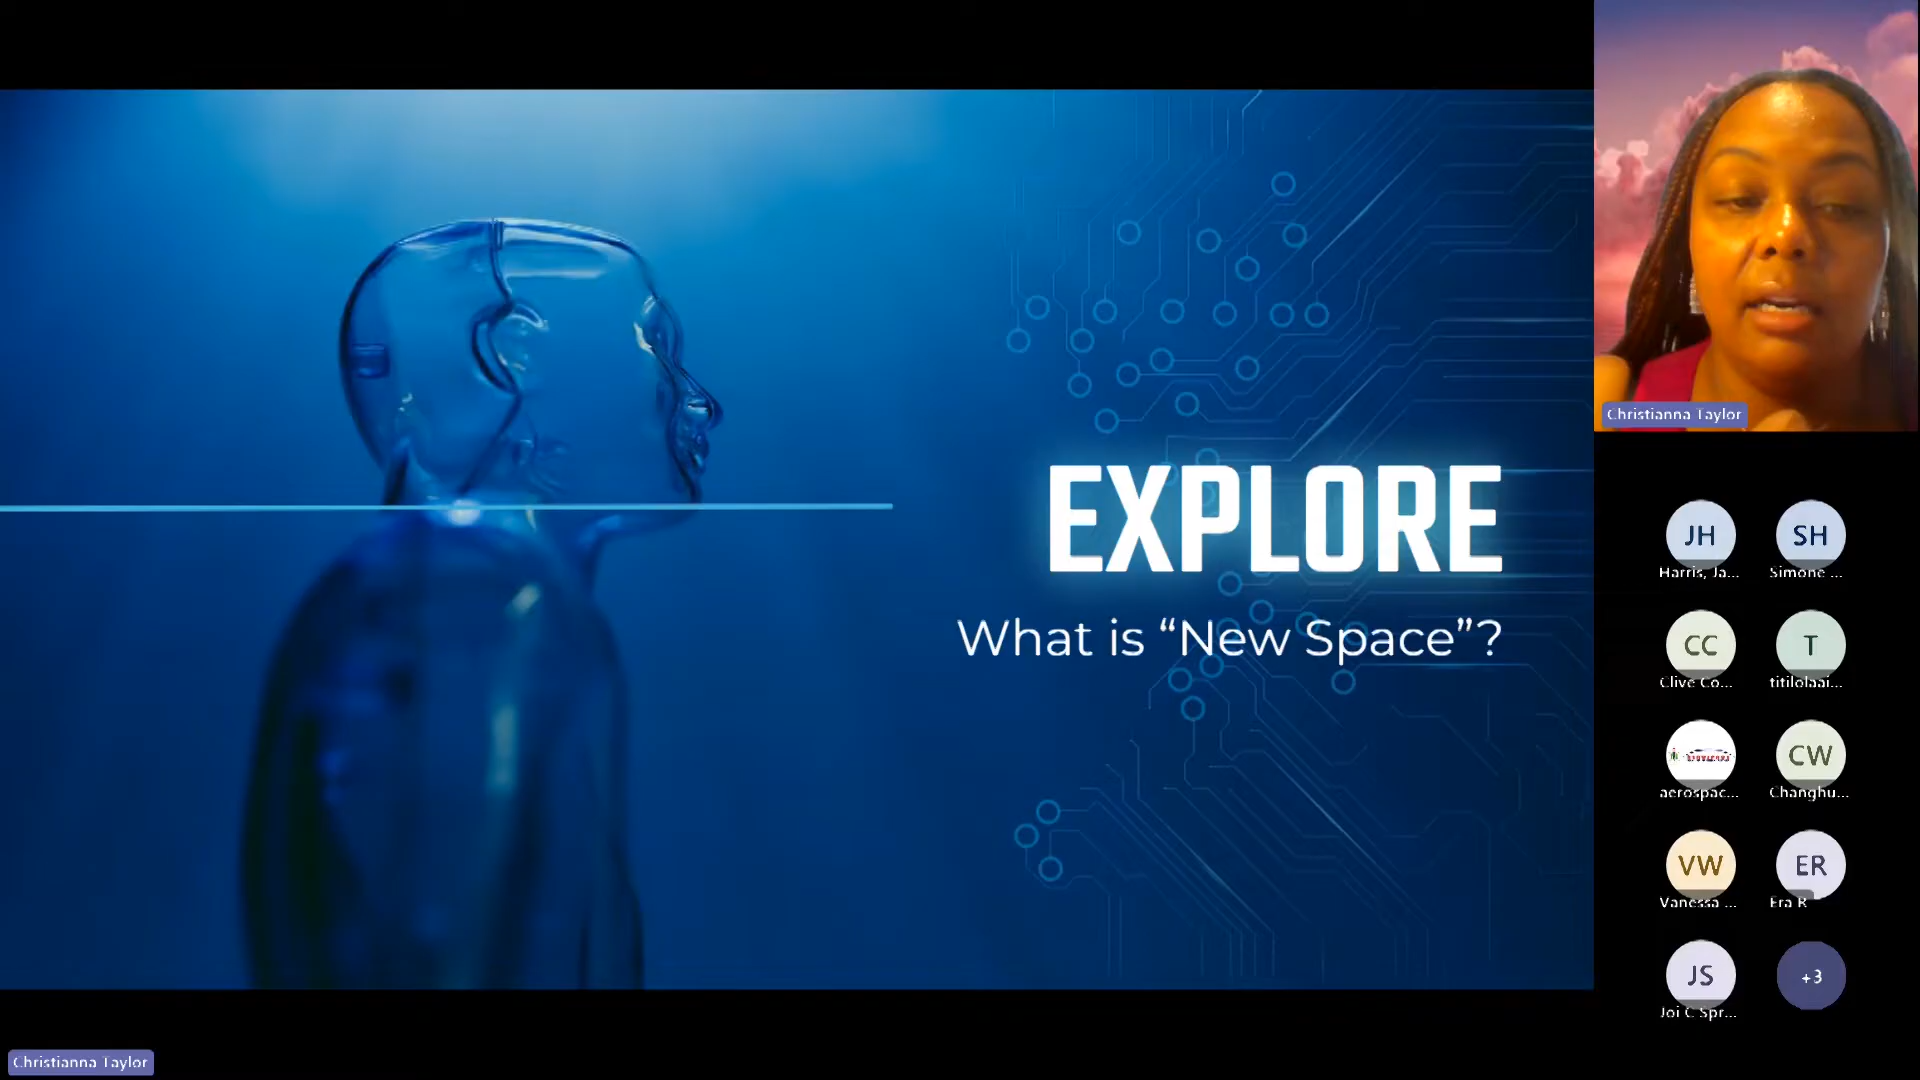 EXPLORE
What is “New Space”?
Christianna Taylor
JH
Harris, Ja...
SH
Simone ...
CC
Clive Co...
T
titilolaai...
aerospac...
CW
Changhu...
VW
Vanessa ...
ER
Era R
JS
Joi C Spr...
+3
Christianna Taylor